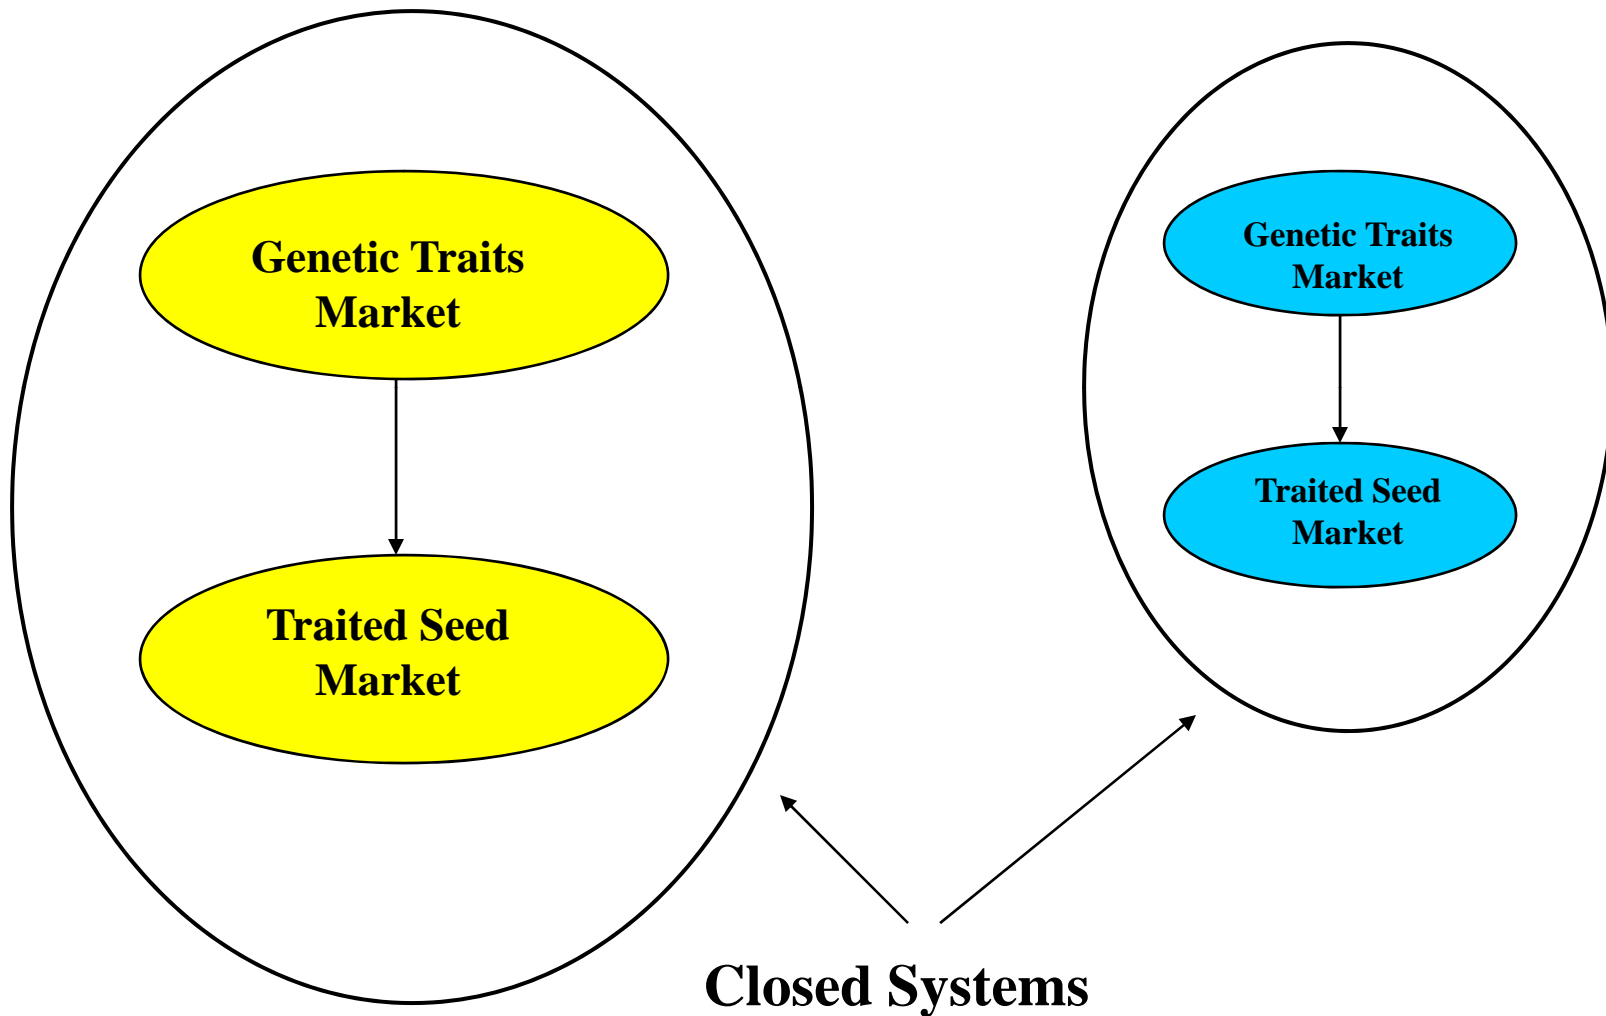 Genetic Traits
Market
Traited Seed
Market
Genetic Traits
Market
Traited Seed
Market
Closed Systems